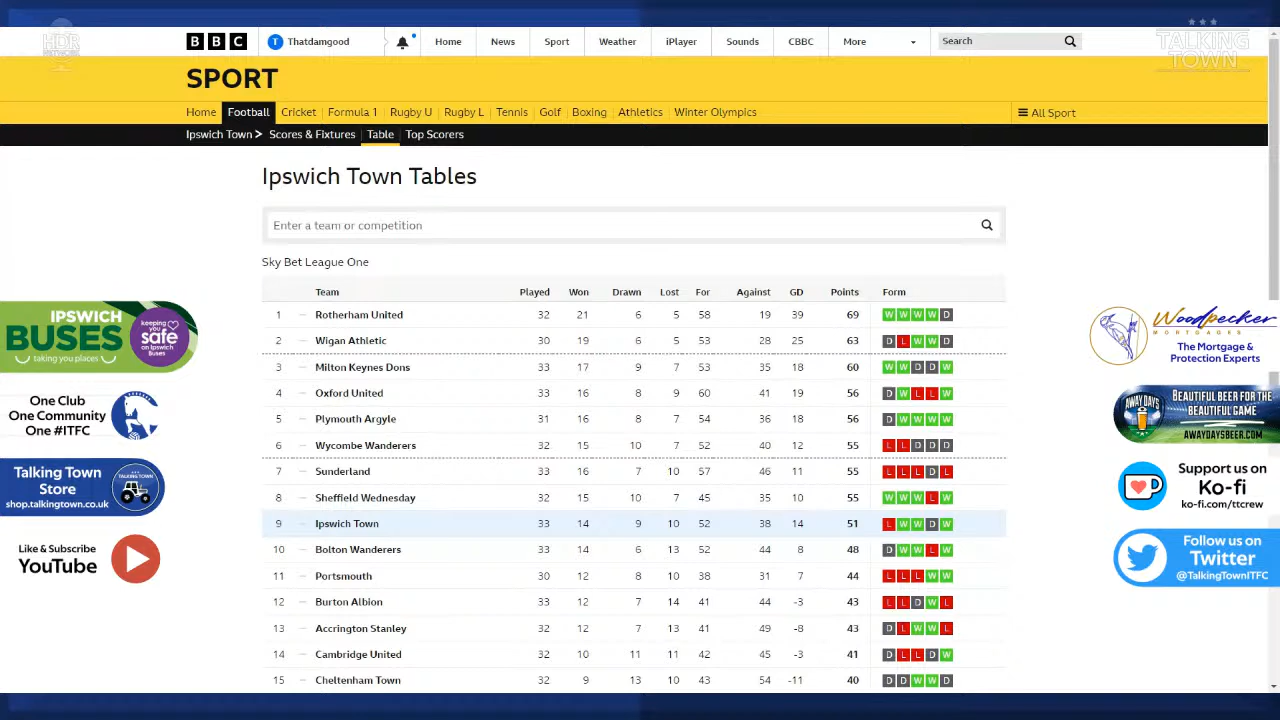 HDR
BBC
Thatdamgood
Home
News
Sport
Weather
iPlayer
Sounds
CBBC
More
Search
TALKING
TOWN
SPORT
Home Football Cricket Formula 1 Rugby U Rugby L Tennis Golf Boxing Athletics Winter Olympics
All Sport
Ipswich Town Scores & Fixtures Table Top Scorers
Ipswich Town Tables
Enter a team or competition
Sky Bet League One
Team Played Won Drawn Lost For Against GD Points Form
1 Rotherham United 32 21 6 5 58 19 39 69 W W W W D
2 Wigan Athletic 30 19 6 5 53 28 25 63 D L W W D
3 Milton Keynes Dons 33 17 9 7 53 35 18 60 W W D D W
4 Oxford United 33 16 8 9 60 41 19 56 D W L L W
5 Plymouth Argyle 31 16 8 7 54 36 18 56 D W W W W
6 Wycombe Wanderers 32 15 10 7 52 40 12 55 L L D D D
7 Sunderland 33 16 7 10 57 46 11 55 L L L D L
8 Sheffield Wednesday 32 15 10 7 45 35 10 55 W W W L W
9 Ipswich Town 33 14 9 10 52 38 14 51 L W W D W
10 Bolton Wanderers 33 14 6 13 52 44 8 48 D W W L W
11 Portsmouth 30 12 8 10 38 31 7 44 L L L W W
12 Burton Albion 33 12 7 14 41 44 -3 43 L L D W L
13 Accrington Stanley 32 12 7 13 41 49 -8 43 D L W W L
14 Cambridge United 32 10 11 11 42 45 -3 41 D L L D W
15 Cheltenham Town 32 9 13 10 43 54 -11 40 D D W W D
IPSWICH
BUSES
taking you places
keeping
you
safe
on Ipswich
Buses
One Club
One Community
One #ITFC
Talking Town
Store
shop.talkingtown.co.uk
TALKING TOWN
Like & Subscribe
YouTube
Woodpecker
MORTGAGES
The Mortgage &
Protection Experts
AWAY DAYS
BEAUTIFUL BEER FOR THE
BEAUTIFUL GAME
AWAYDAYSBEER.COM
Support us on
Ko-fi
ko-fi.com/ttcrew
Follow us on
Twitter
@TalkingTownITFC